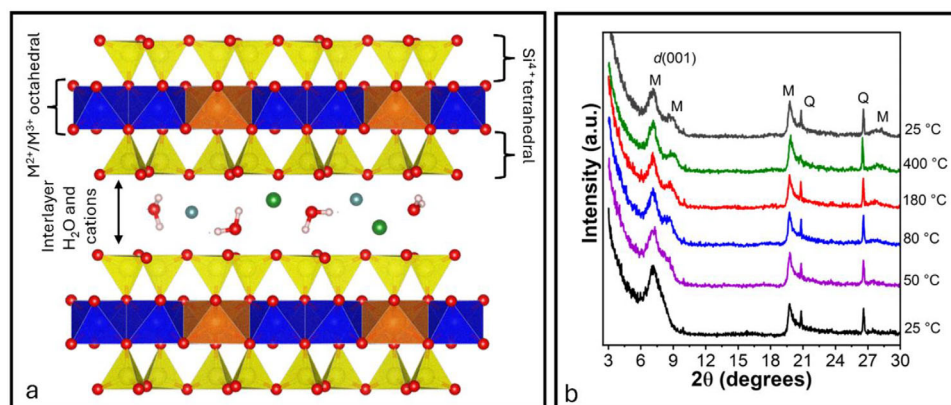 M²⁺/M³⁺ octahedral
Si⁴⁺tetrahedral
Interlayer
H₂O and
cations
a
d(001)
M
M
M
Q
Q
M
25 °C
400 °C
180 °C
80 °C
50 °C
25 °C
Intensity (a.u.)
3 6 9 12 15 18 21 24 27 30
2θ (degrees)
b